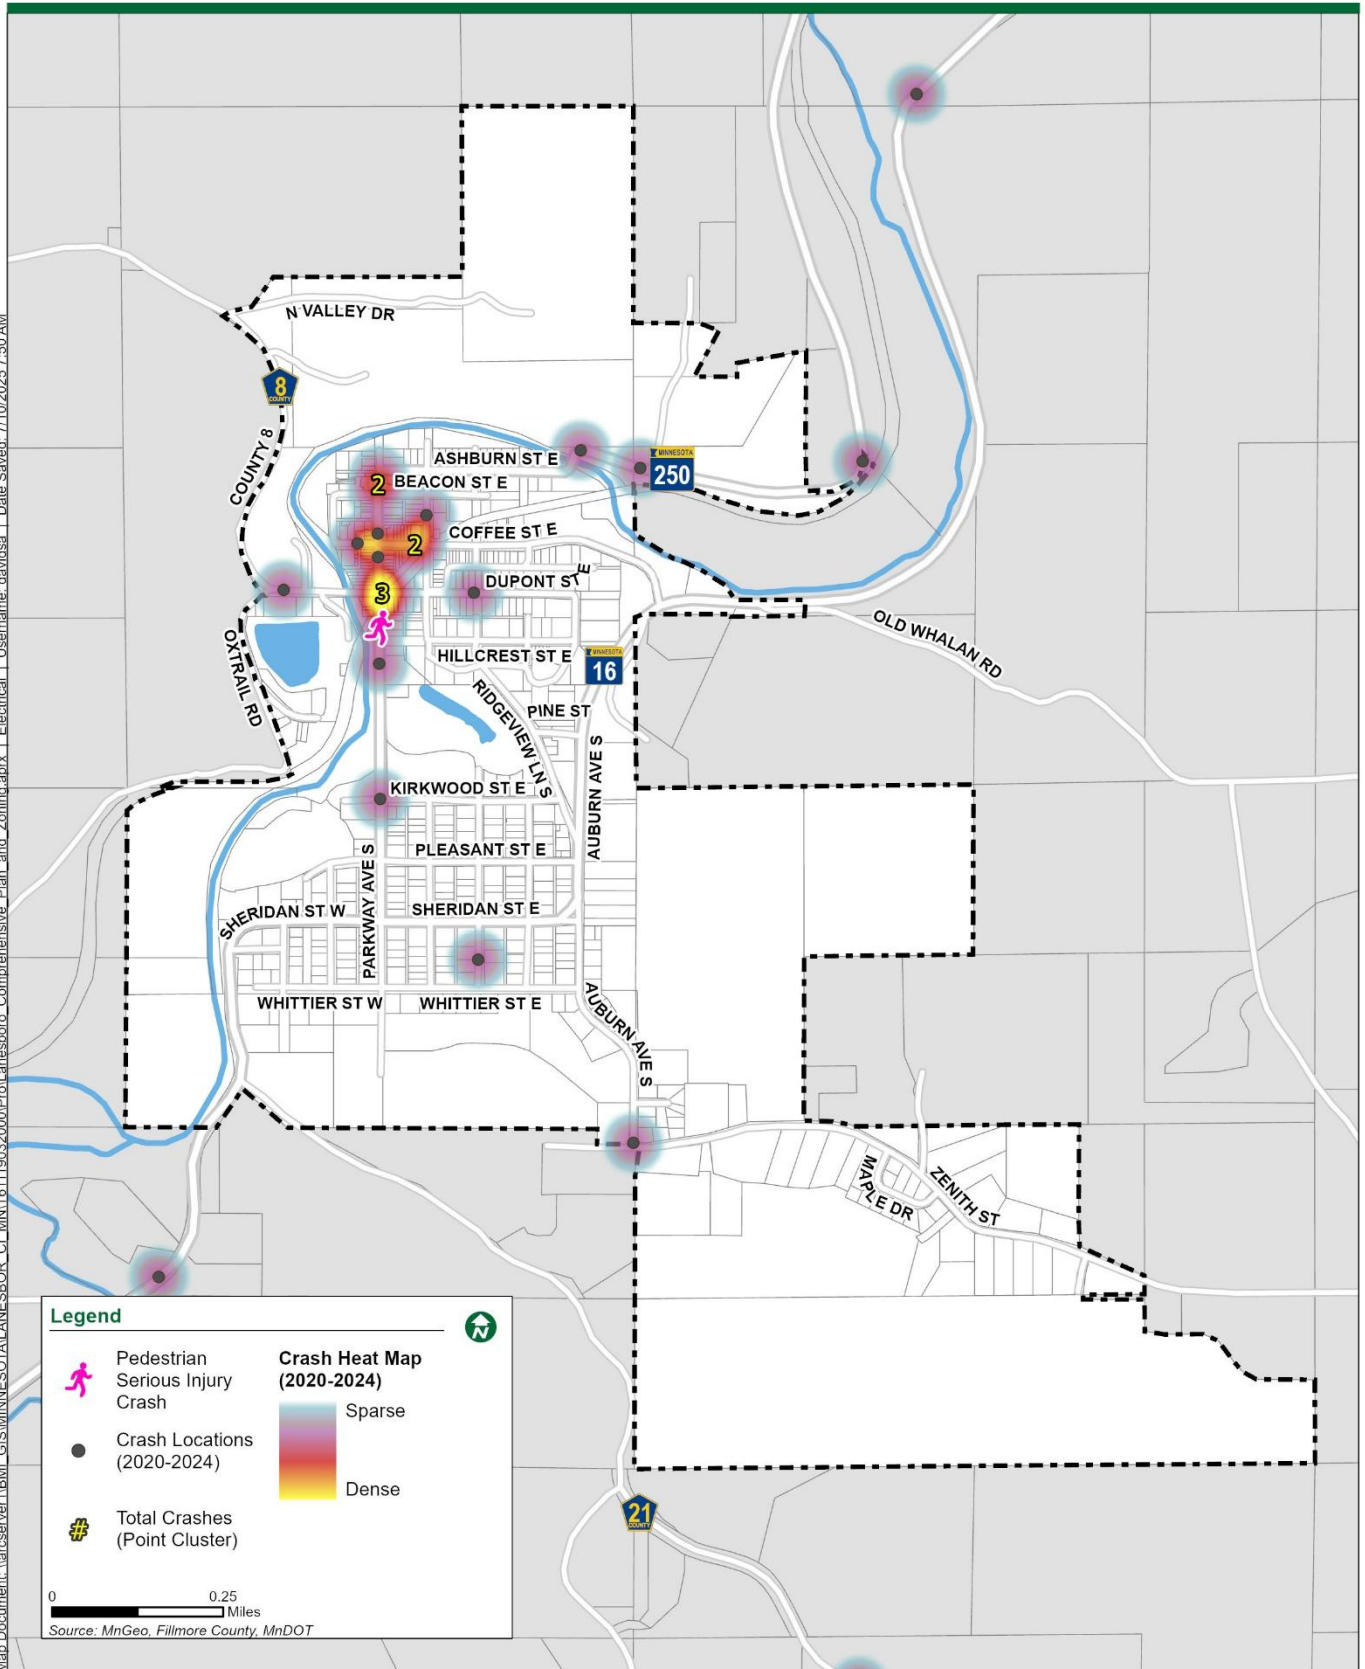 N VALLEY DR
8
COUNTY
COUNTY 8
ASHBURN ST E
MINNESOTA
250
2
BEACON ST E
COFFEE ST E
2
DUPONT ST E
3
OLD WHALAN RD
OXTRAIL RD
HILLCREST ST E
MINNESOTA
16
RIDGEVIEW LN S
PINE ST
AUBURN AVE S
KIRKWOOD ST E
PLEASANT ST E
PARKWAY AVE S
SHERIDAN ST W
SHERIDAN ST E
WHITTIER ST W
WHITTIER ST E
AUBURN AVE S
MAPLE DR
ZENITH ST
21
COUNTY
Legend
N
Pedestrian
Serious Injury
Crash
Crash Locations
(2020-2024)
#
Total Crashes
(Point Cluster)
Crash Heat Map
(2020-2024)
Sparse
Dense
0
0.25
Miles
Source: MnGeo, Fillmore County, MnDOT